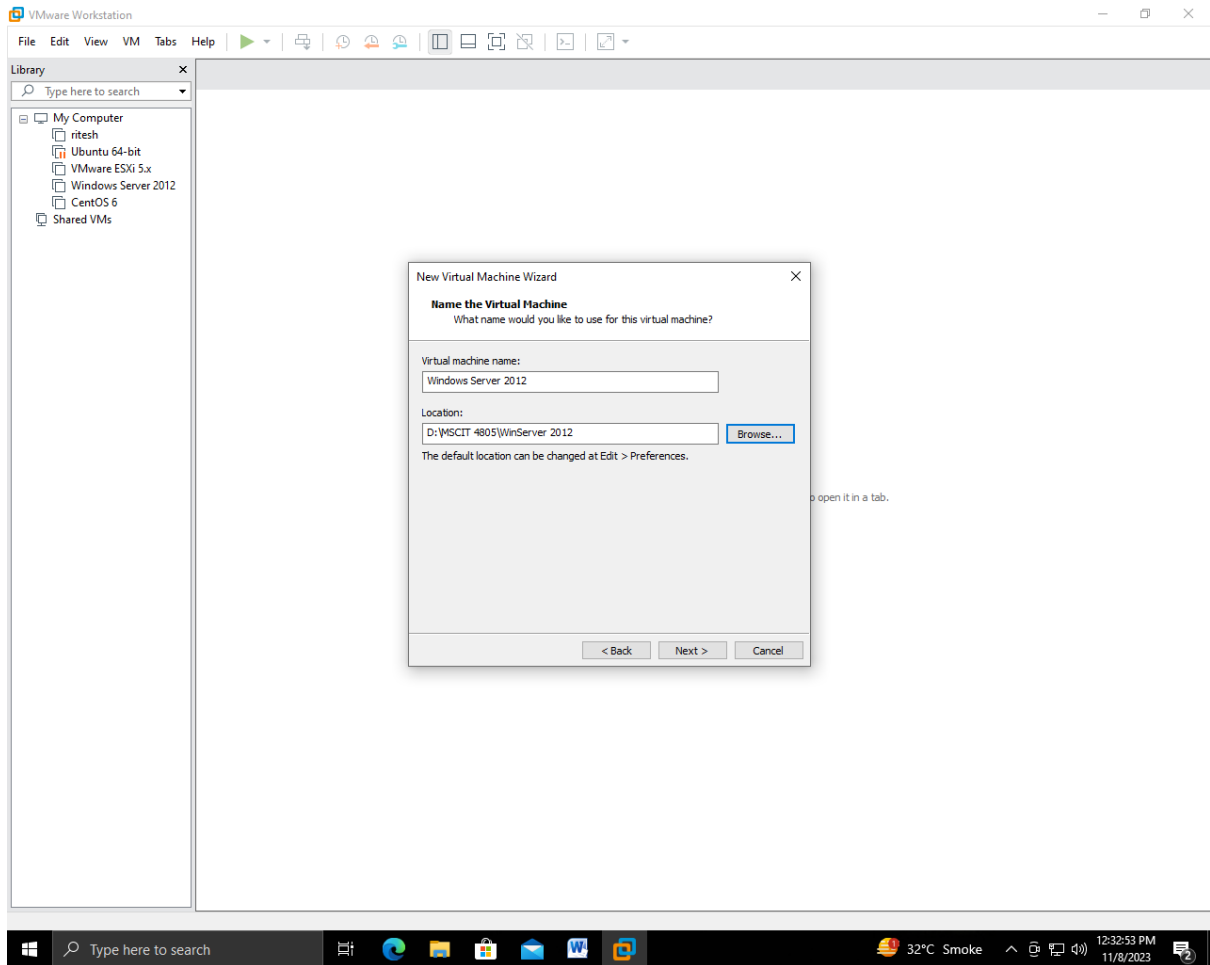 VMware Workstation
File Edit View VM Tabs Help
Library
Type here to search
My Computer
ritesh
Ubuntu 64-bit
VMware ESXi 5.x
Windows Server 2012
CentOS 6
Shared VMs
New Virtual Machine Wizard
Name the Virtual Machine
What name would you like to use for this virtual machine?
Virtual machine name:
Windows Server 2012
Location:
D:\MSCIT 4805\WinServer 2012 Browse...
The default location can be changed at Edit > Preferences.
open it in a tab.
< Back Next > Cancel
Type here to search 32°C Smoke 12:32:53 PM
11/8/2023